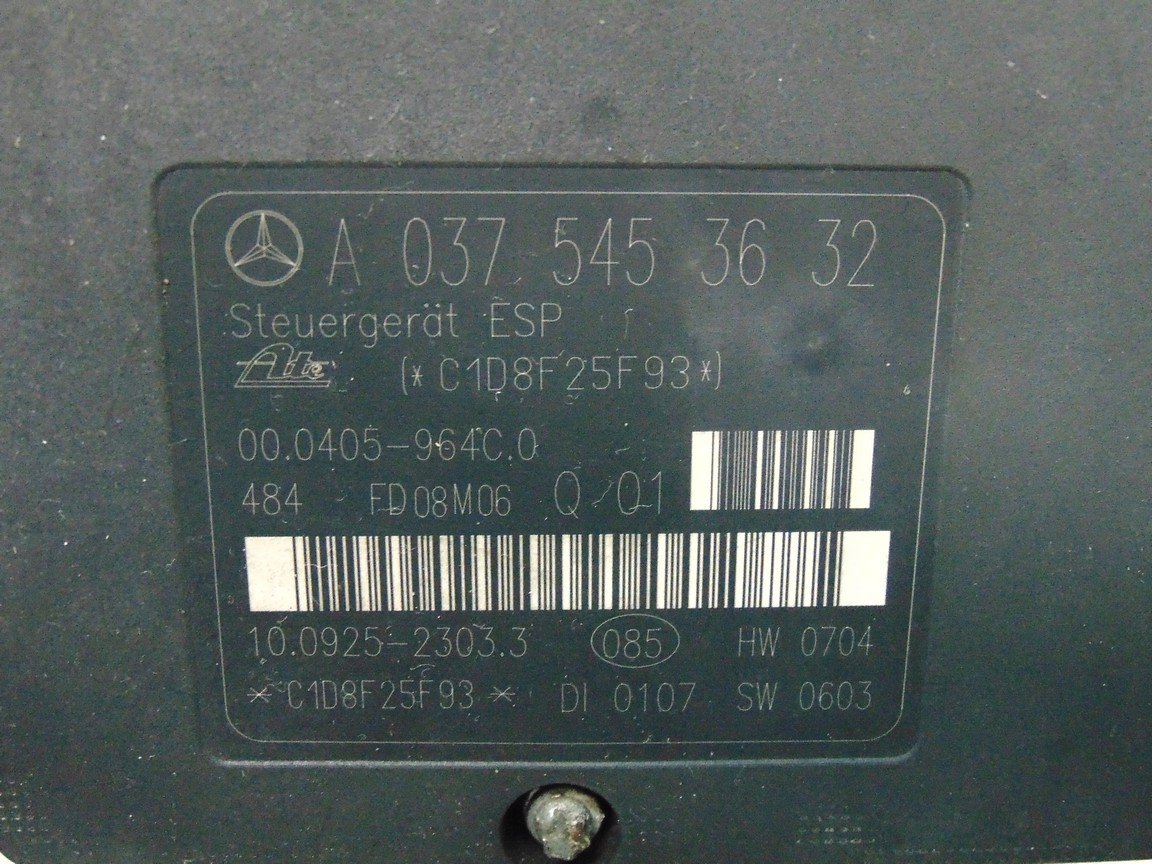 A 037 545 36 32
Steuergerät ESP
Ate (*C1D8F25F93*)
00.0405-964C.0
484 FD08M06 Q/Q1
10.0925-2303.3 085 HW 0704
*C1D8F25F93* DI 0107 SW 0603